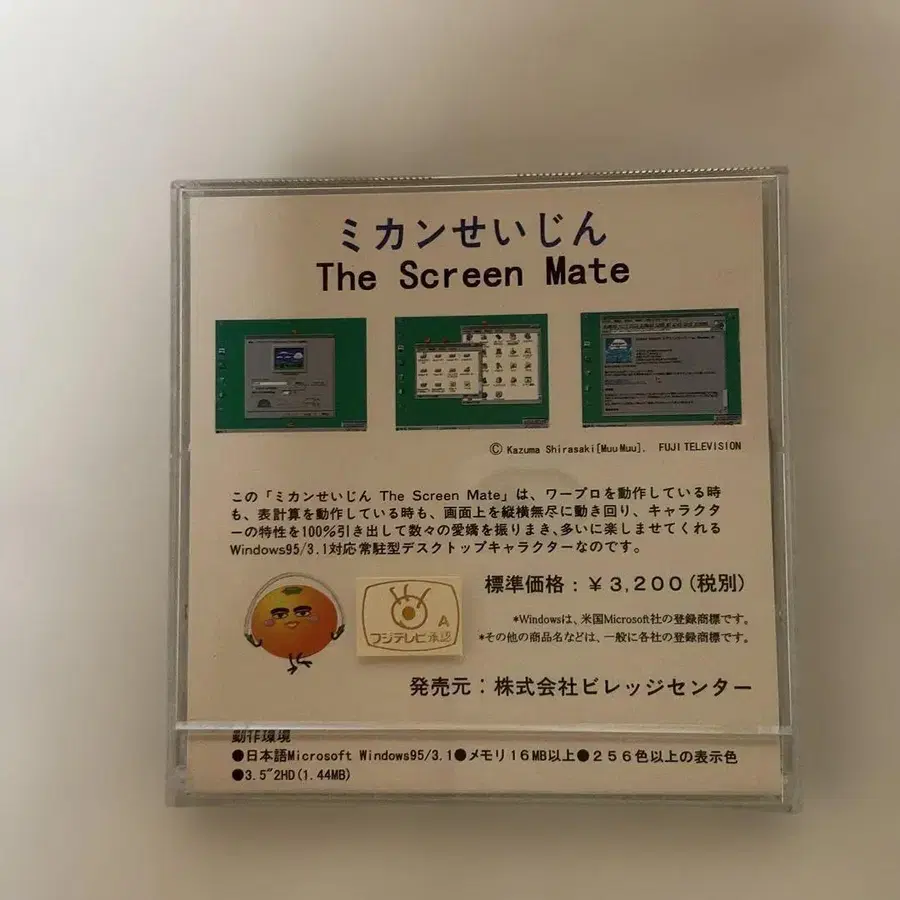 ミカンせいじん
The Screen Mate
© Kazuma Shirasaki[Muu Muu]. FUJI TELEVISION
この「ミカンせいじん The Screen Mate」は、ワープロを動作している時
も、表計算を動作している時も、画面上を縦横無尽に動き回り、キャラクタ
ーの特性を100%引き出して数々の愛嬌を振りまき、多いに楽しませてくれる
Windows95/3.1対応常駐型デスクトップキャラクターなのです。
標準価格:¥3,200(税別)
A
フジテレビ承認
*Windowsは、米国Microsoft社の登録商標です。
*その他の商品名などは、一般に各社の登録商標です。
発売元:株式会社ビレッジセンター
動作環境
●日本語Microsoft Windows95/3.1●メモリ16MB以上●256色以上の表示色
●3.5"2HD(1.44MB)